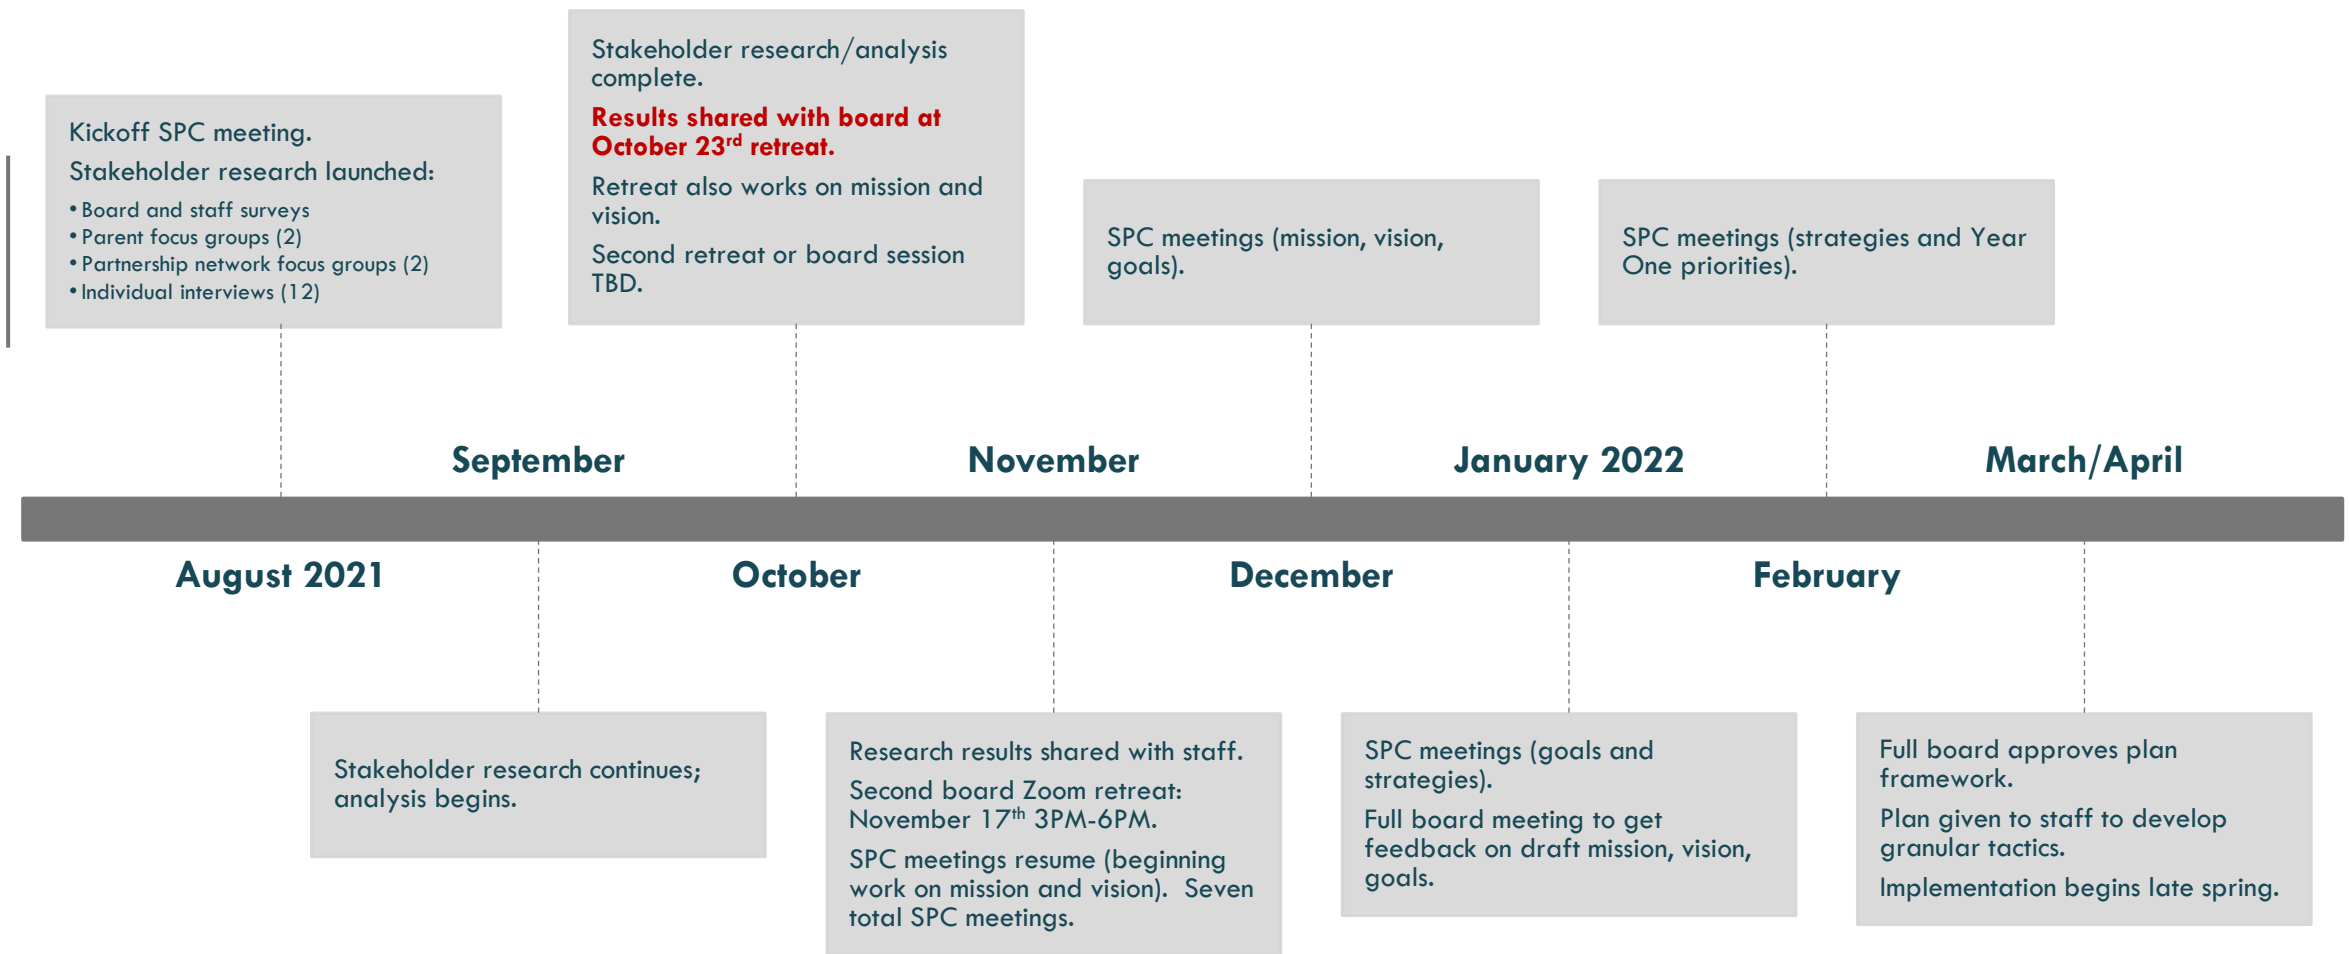 Kickoff SPC meeting.
Stakeholder research launched:
• Board and staff surveys
• Parent focus groups (2)
• Partnership network focus groups (2)
• Individual interviews (12)
Stakeholder research/analysis
complete.
Results shared with board at
October 23rd retreat.
Retreat also works on mission and
vision.
Second retreat or board session
TBD.
SPC meetings (mission, vision,
goals).
SPC meetings (strategies and Year
One priorities).
September
November
January 2022
March/April
August 2021
October
December
February
Stakeholder research continues;
analysis begins.
Research results shared with staff.
Second board Zoom retreat:
November 17th 3PM-6PM.
SPC meetings resume (beginning
work on mission and vision).  Seven
total SPC meetings.
SPC meetings (goals and
strategies).
Full board meeting to get
feedback on draft mission, vision,
goals.
Full board approves plan
framework.
Plan given to staff to develop
granular tactics.
Implementation begins late spring.